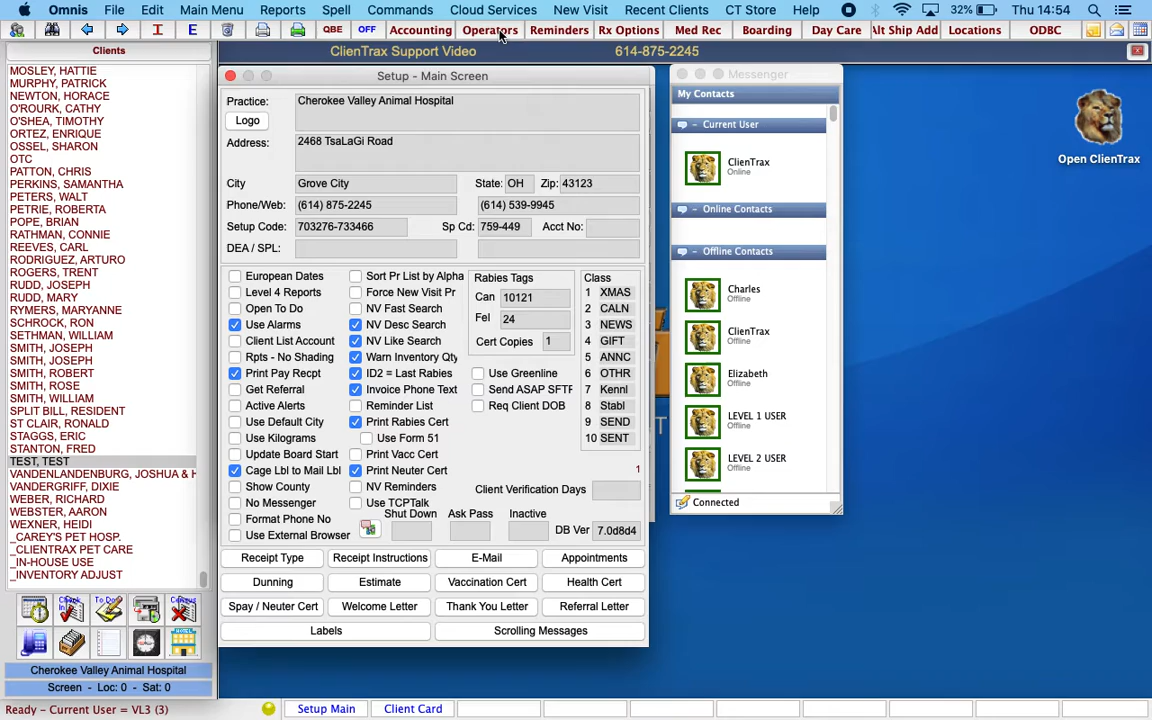 Omnis File Edit Main Menu Reports Spell Commands Cloud Services New Visit Recent Clients CT Store Help 32% Thu 14:54
I E QBE OFF Accounting Operators Reminders Rx Options Med Rec Boarding Day Care Alt Ship Add Locations ODBC
Clients
ClienTrax Support Video 614-875-2245
MOSLEY, HATTIE
MURPHY, PATRICK
NEWTON, HORACE
O'ROURK, CATHY
O'SHEA, TIMOTHY
ORTEZ, ENRIQUE
OSSEL, SHARON
OTC
PATTON, CHRIS
PERKINS, SAMANTHA
PETERS, WALT
PETRIE, ROBERTA
POPE, BRIAN
RATHMAN, CONNIE
REEVES, CARL
RODRIGUEZ, ARTURO
ROGERS, TRENT
RUDD, JOSEPH
RUDD, MARY
RYMERS, MARYANNE
SCHROCK, RON
SETHMAN, WILLIAM
SMITH, JOSEPH
SMITH, JOSEPH
SMITH, ROBERT
SMITH, ROSE
SMITH, WILLIAM
SPLIT BILL, RESIDENT
ST CLAIR, RONALD
STAGGS, ERIC
STANTON, FRED
TEST, TEST
VANDENLANDENBURG, JOSHUA & H
VANDERGRIFF, DIXIE
WEBER, RICHARD
WEBSTER, AARON
WEXNER, HEIDI
_CAREY'S PET HOSP.
_CLIENTRAX PET CARE
_IN-HOUSE USE
_INVENTORY ADJUST
Check In To Do Census
HOTEL
Cherokee Valley Animal Hospital
Screen - Loc: 0 - Sat: 0
Ready - Current User = VL3 (3)
Setup - Main Screen
Practice: Cherokee Valley Animal Hospital
Logo
Address: 2468 TsaLaGi Road
City Grove City State: OH Zip: 43123
Phone/Web: (614) 875-2245 (614) 539-9945
Setup Code: 703276-733466 Sp Cd: 759-449 Acct No:
DEA / SPL:
European Dates
Level 4 Reports
Open To Do
Use Alarms
Client List Account
Rpts - No Shading
Print Pay Recpt
Get Referral
Active Alerts
Use Default City
Use Kilograms
Update Board Start
Cage Lbl to Mail Lbl
Show County
No Messenger
Format Phone No
Use External Browser
Sort Pr List by Alpha
Force New Visit Pr
NV Fast Search
NV Desc Search
NV Like Search
Warn Inventory Qty
ID2 = Last Rabies
Invoice Phone Text
Reminder List
Print Rabies Cert
Use Form 51
Print Vacc Cert
Print Neuter Cert
NV Reminders
Use TCPTalk
Rabies Tags
Can 10121
Fel 24
Cert Copies 1
Use Greenline
Send ASAP SFTF
Req Client DOB
Class
1 XMAS
2 CALN
3 NEWS
4 GIFT
5 ANNC
6 OTHR
7 Kennl
8 Stabl
9 SEND
10 SENT
1
Client Verification Days
Shut Down Ask Pass Inactive
DB Ver 7.0d8d4
Receipt Type Receipt Instructions E-Mail Appointments
Dunning Estimate Vaccination Cert Health Cert
Spay / Neuter Cert Welcome Letter Thank You Letter Referral Letter
Labels Scrolling Messages
Setup Main Client Card
Messenger
My Contacts
- Current User
ClienTrax
Online
- Online Contacts
- Offline Contacts
Charles
Offline
ClienTrax
Offline
Elizabeth
Offline
LEVEL 1 USER
Offline
LEVEL 2 USER
Offline
Connected
Open ClienTrax
T